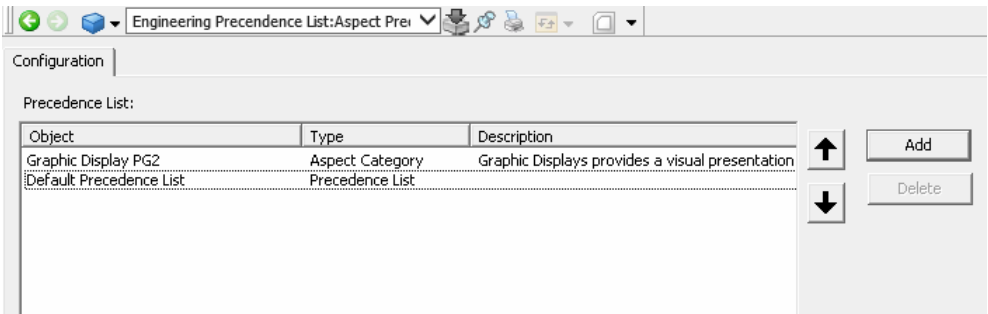 Engineering Precendence List:Aspect Pre
Configuration
Precedence List:
Object Type Description
Graphic Display PG2 Aspect Category Graphic Displays provides a visual presentation
Default Precedence List Precedence List
Add
Delete